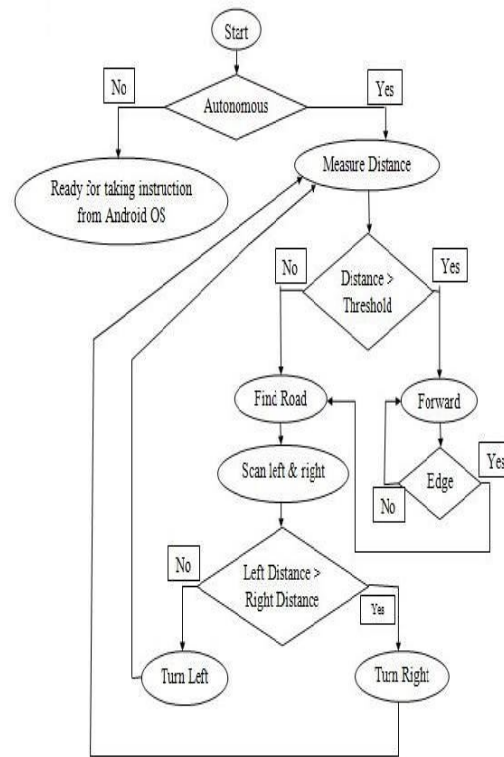 Start
No
Yes
Autonomous
Ready for taking instruction
from Android OS
Measure Distance
No
Yes
Distance >
Threshold
Find Road
Forward
Scan left & right
Edge
Yes
No
No
Left Distance >
Right Distance
Yes
Turn Left
Turn Right